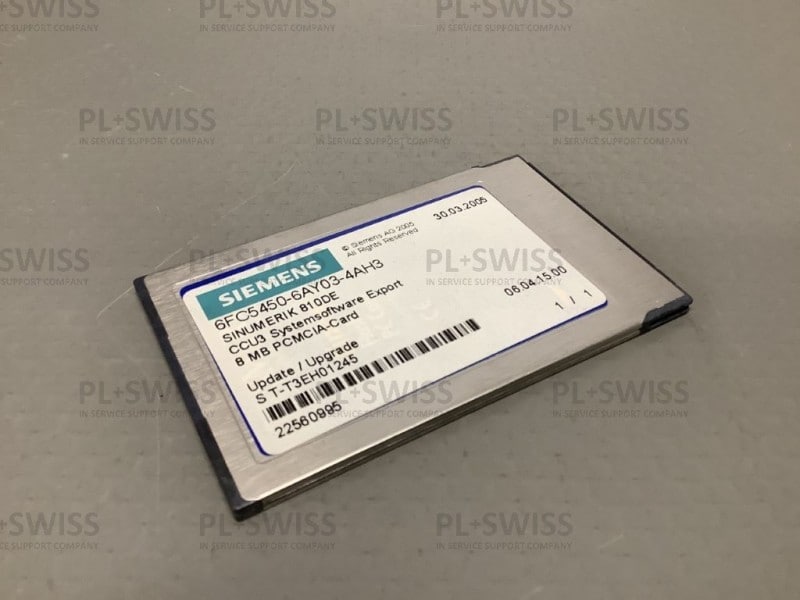 SIEMENS
© Siemens AG 2005
All Rights Reserved
30.03.2005
6FC5450-6AY03-4AH3
SINUMERIK 810DE
CCU3 Systemsoftware Export
8 MB PCMCIA-Card
06.04.15.00
1 / 1
Update / Upgrade
S T-T3EH01245
22560995
PL+SWISS
IN SERVICE SUPPORT COMPANY